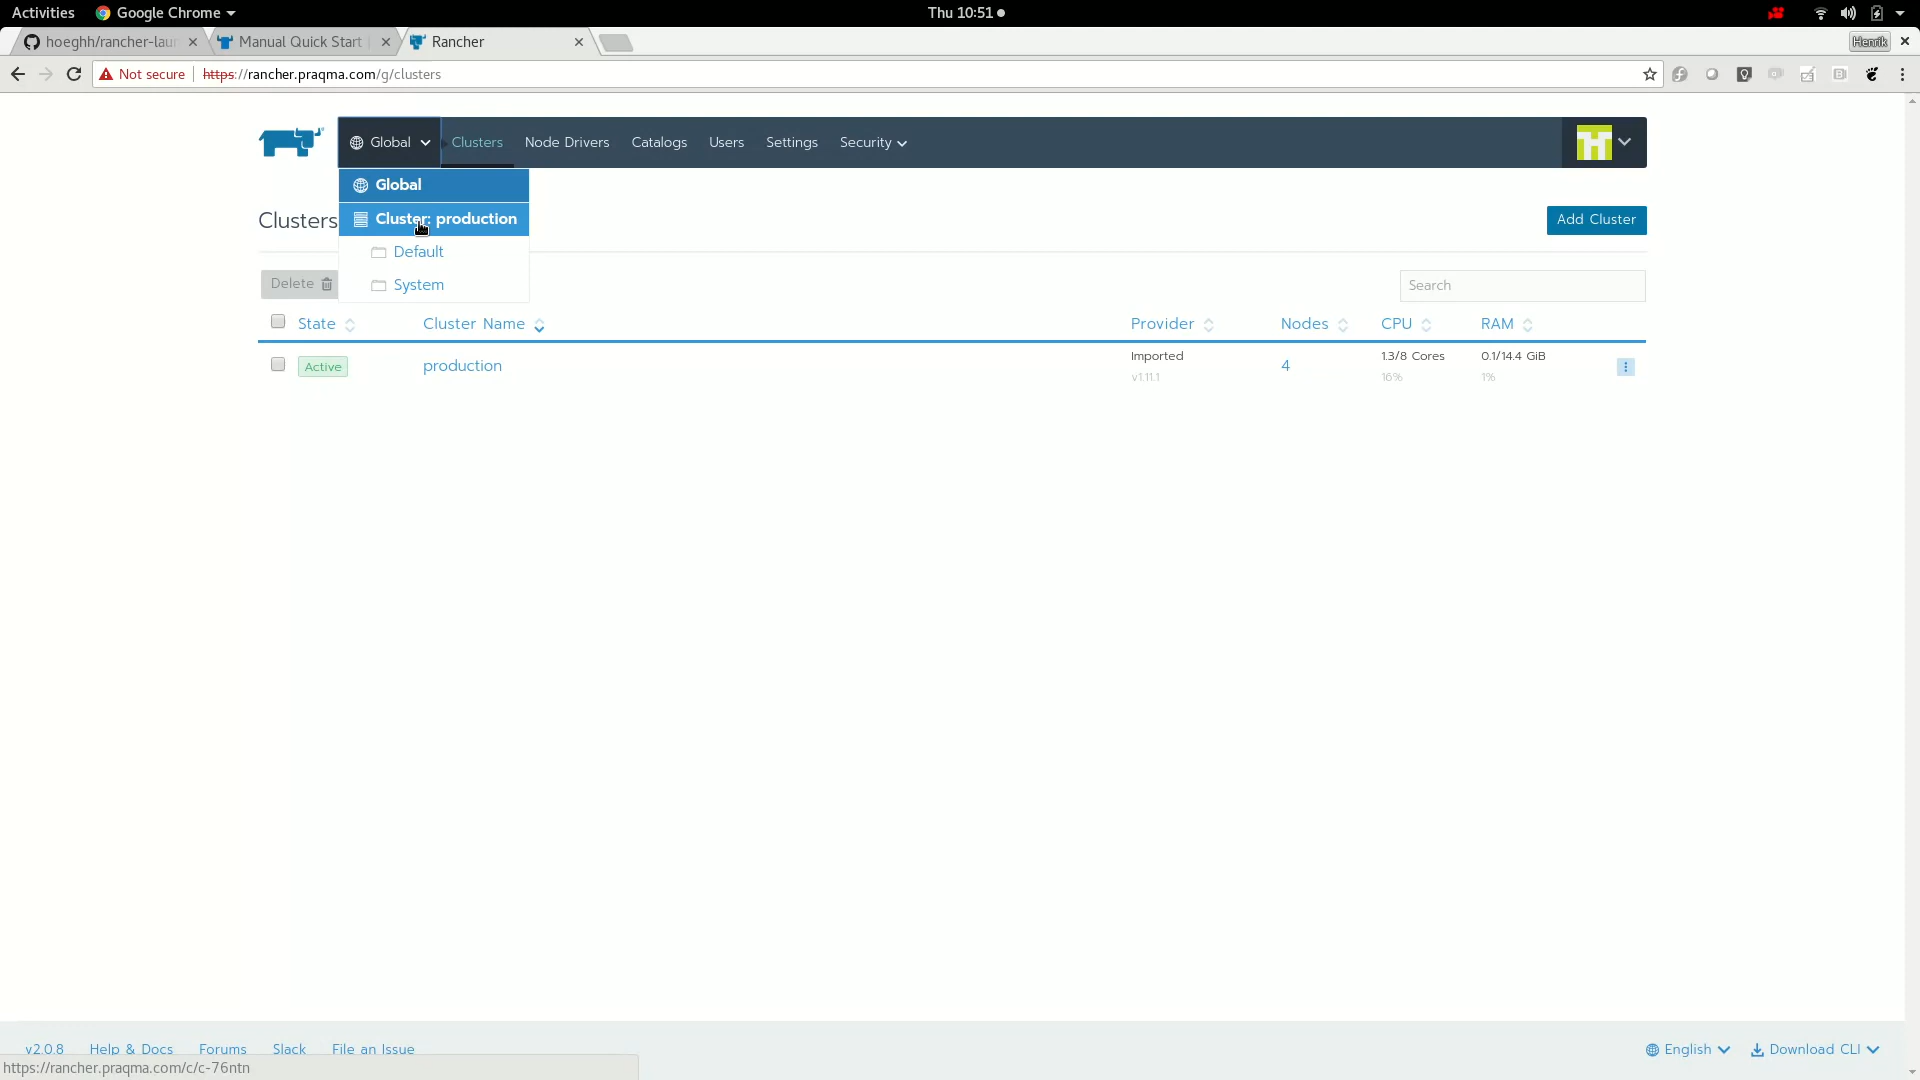 Activities
Google Chrome
Thu 10:51
hoeghh/rancher-laun
Manual Quick Start
Rancher
Henrik
Not secure
https://rancher.praqma.com/g/clusters
Global
Clusters
Node Drivers
Catalogs
Users
Settings
Security
Global
Cluster: production
Default
System
Clusters
Add Cluster
Delete
Search
State
Cluster Name
Provider
Nodes
CPU
RAM
Active
production
Imported
v1.11.1
4
1.3/8 Cores
16%
0.1/14.4 GiB
1%
v2.0.8
Help & Docs
Forums
Slack
File an Issue
English
Download CLI
https://rancher.praqma.com/c/c-76ntn